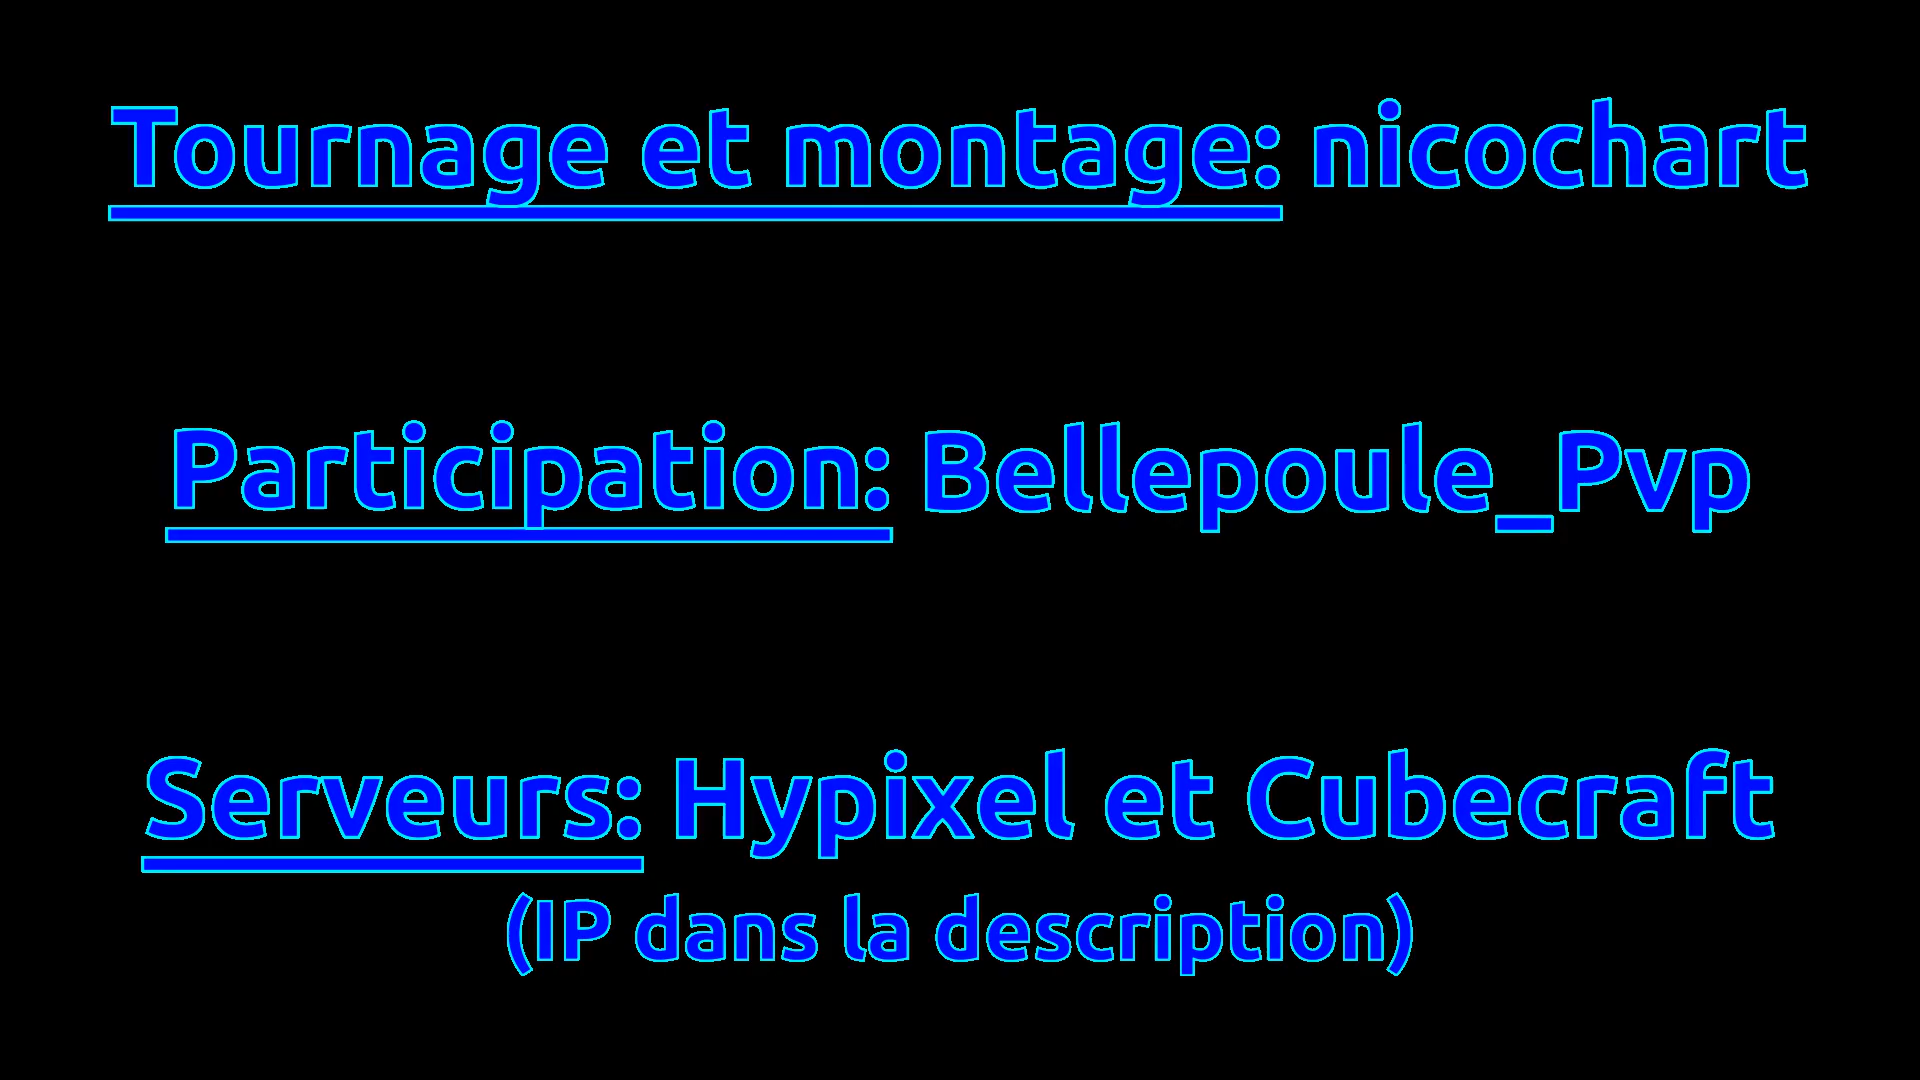 Tournage et montage: nicochart
Participation: Bellepoule_Pvp
Serveurs: Hypixel et Cubecraft
(IP dans la description)